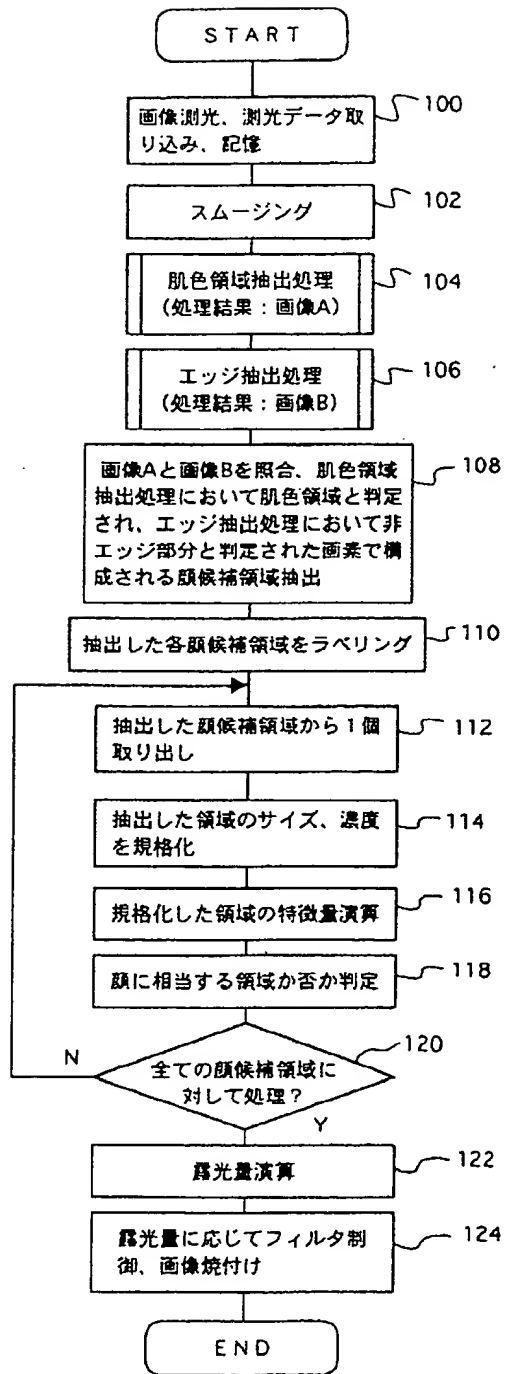 START
画像測光、測光データ取
り込み、記憶
100
スムージング
102
肌色領域抽出処理
(処理結果：画像A)
104
エッジ抽出処理
(処理結果：画像B)
106
画像Aと画像Bを照合、肌色領域
抽出処理において肌色領域と判定
され、エッジ抽出処理において非
エッジ部分と判定された画素で構
成される顔候補領域抽出
108
抽出した各顔候補領域をラベリング
110
抽出した顔候補領域から1個
取り出し
112
抽出した領域のサイズ、濃度
を規格化
114
規格化した領域の特徴量演算
116
顔に相当する領域か否か判定
118
全ての顔候補領域に
対して処理？
120
N
Y
露光量演算
122
露光量に応じてフィルタ制
御、画像焼付け
124
END